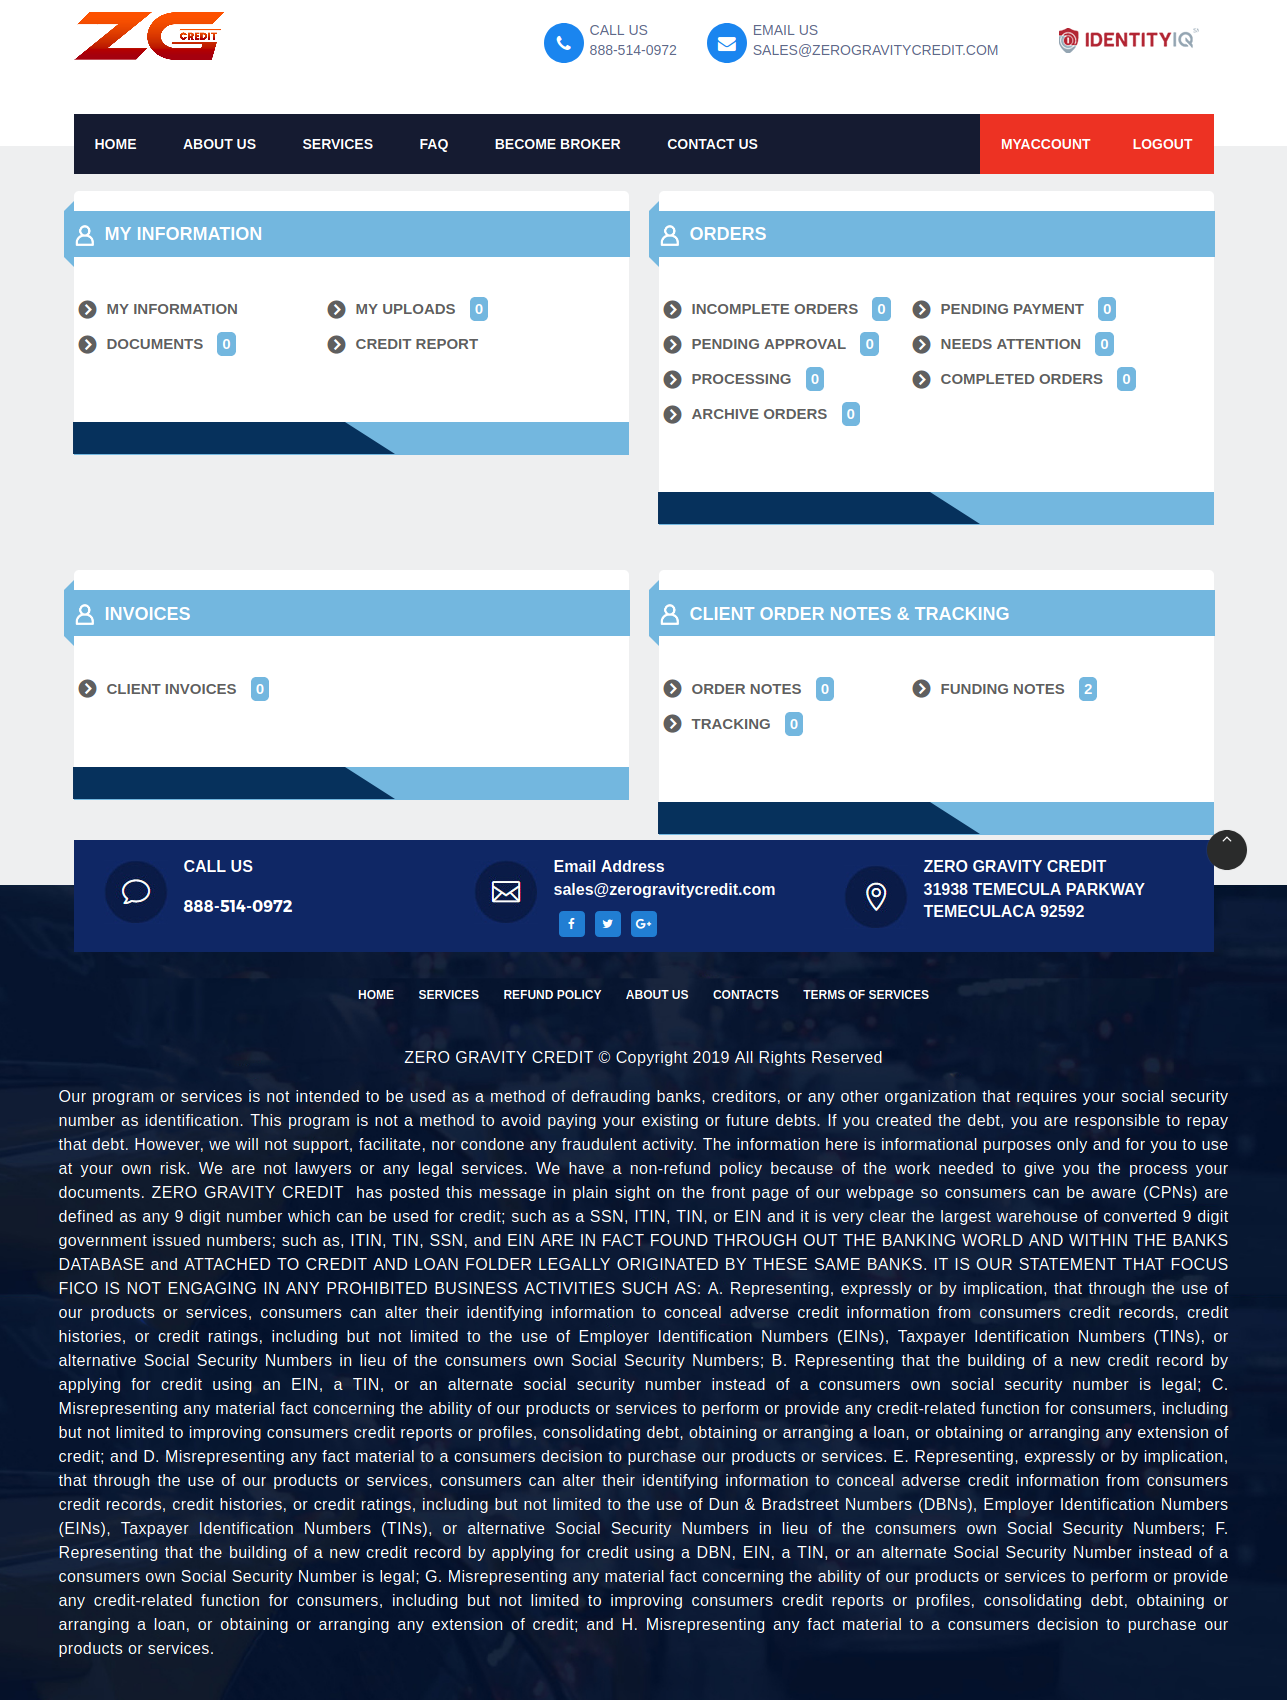 ZG CREDIT
CALL US
888-514-0972
EMAIL US
SALES@ZEROGRAVITYCREDIT.COM
IDENTITYIQ
HOME ABOUT US SERVICES FAQ BECOME BROKER CONTACT US MYACCOUNT LOGOUT
MY INFORMATION
MY INFORMATION MY UPLOADS 0
DOCUMENTS 0 CREDIT REPORT
ORDERS
INCOMPLETE ORDERS 0 PENDING PAYMENT 0
PENDING APPROVAL 0 NEEDS ATTENTION 0
PROCESSING 0 COMPLETED ORDERS 0
ARCHIVE ORDERS 0
INVOICES
CLIENT INVOICES 0
CLIENT ORDER NOTES & TRACKING
ORDER NOTES 0 FUNDING NOTES 2
TRACKING 0
CALL US
888-514-0972
Email Address
sales@zerogravitycredit.com
ZERO GRAVITY CREDIT
31938 TEMECULA PARKWAY
TEMECULACA 92592
HOME SERVICES REFUND POLICY ABOUT US CONTACTS TERMS OF SERVICES
ZERO GRAVITY CREDIT © Copyright 2019 All Rights Reserved
Our program or services is not intended to be used as a method of defrauding banks, creditors, or any other organization that requires your social security
number as identification. This program is not a method to avoid paying your existing or future debts. If you created the debt, you are responsible to repay
that debt. However, we will not support, facilitate, nor condone any fraudulent activity. The information here is informational purposes only and for you to use
at your own risk. We are not lawyers or any legal services. We have a non-refund policy because of the work needed to give you the process your
documents. ZERO GRAVITY CREDIT has posted this message in plain sight on the front page of our webpage so consumers can be aware (CPNs) are
defined as any 9 digit number which can be used for credit; such as a SSN, ITIN, TIN, or EIN and it is very clear the largest warehouse of converted 9 digit
government issued numbers; such as, ITIN, TIN, SSN, and EIN ARE IN FACT FOUND THROUGH OUT THE BANKING WORLD AND WITHIN THE BANKS
DATABASE and ATTACHED TO CREDIT AND LOAN FOLDER LEGALLY ORIGINATED BY THESE SAME BANKS. IT IS OUR STATEMENT THAT FOCUS
FICO IS NOT ENGAGING IN ANY PROHIBITED BUSINESS ACTIVITIES SUCH AS: A. Representing, expressly or by implication, that through the use of
our products or services, consumers can alter their identifying information to conceal adverse credit information from consumers credit records, credit
histories, or credit ratings, including but not limited to the use of Employer Identification Numbers (EINs), Taxpayer Identification Numbers (TINs), or
alternative Social Security Numbers in lieu of the consumers own Social Security Numbers; B. Representing that the building of a new credit record by
applying for credit using an EIN, a TIN, or an alternate social security number instead of a consumers own social security number is legal; C.
Misrepresenting any material fact concerning the ability of our products or services to perform or provide any credit-related function for consumers, including
but not limited to improving consumers credit reports or profiles, consolidating debt, obtaining or arranging a loan, or obtaining or arranging any extension of
credit; and D. Misrepresenting any fact material to a consumers decision to purchase our products or services. E. Representing, expressly or by implication,
that through the use of our products or services, consumers can alter their identifying information to conceal adverse credit information from consumers
credit records, credit histories, or credit ratings, including but not limited to the use of Dun & Bradstreet Numbers (DBNs), Employer Identification Numbers
(EINs), Taxpayer Identification Numbers (TINs), or alternative Social Security Numbers in lieu of the consumers own Social Security Numbers; F.
Representing that the building of a new credit record by applying for credit using a DBN, EIN, a TIN, or an alternate Social Security Number instead of a
consumers own Social Security Number is legal; G. Misrepresenting any material fact concerning the ability of our products or services to perform or provide
any credit-related function for consumers, including but not limited to improving consumers credit reports or profiles, consolidating debt, obtaining or
arranging a loan, or obtaining or arranging any extension of credit; and H. Misrepresenting any fact material to a consumers decision to purchase our
products or services.